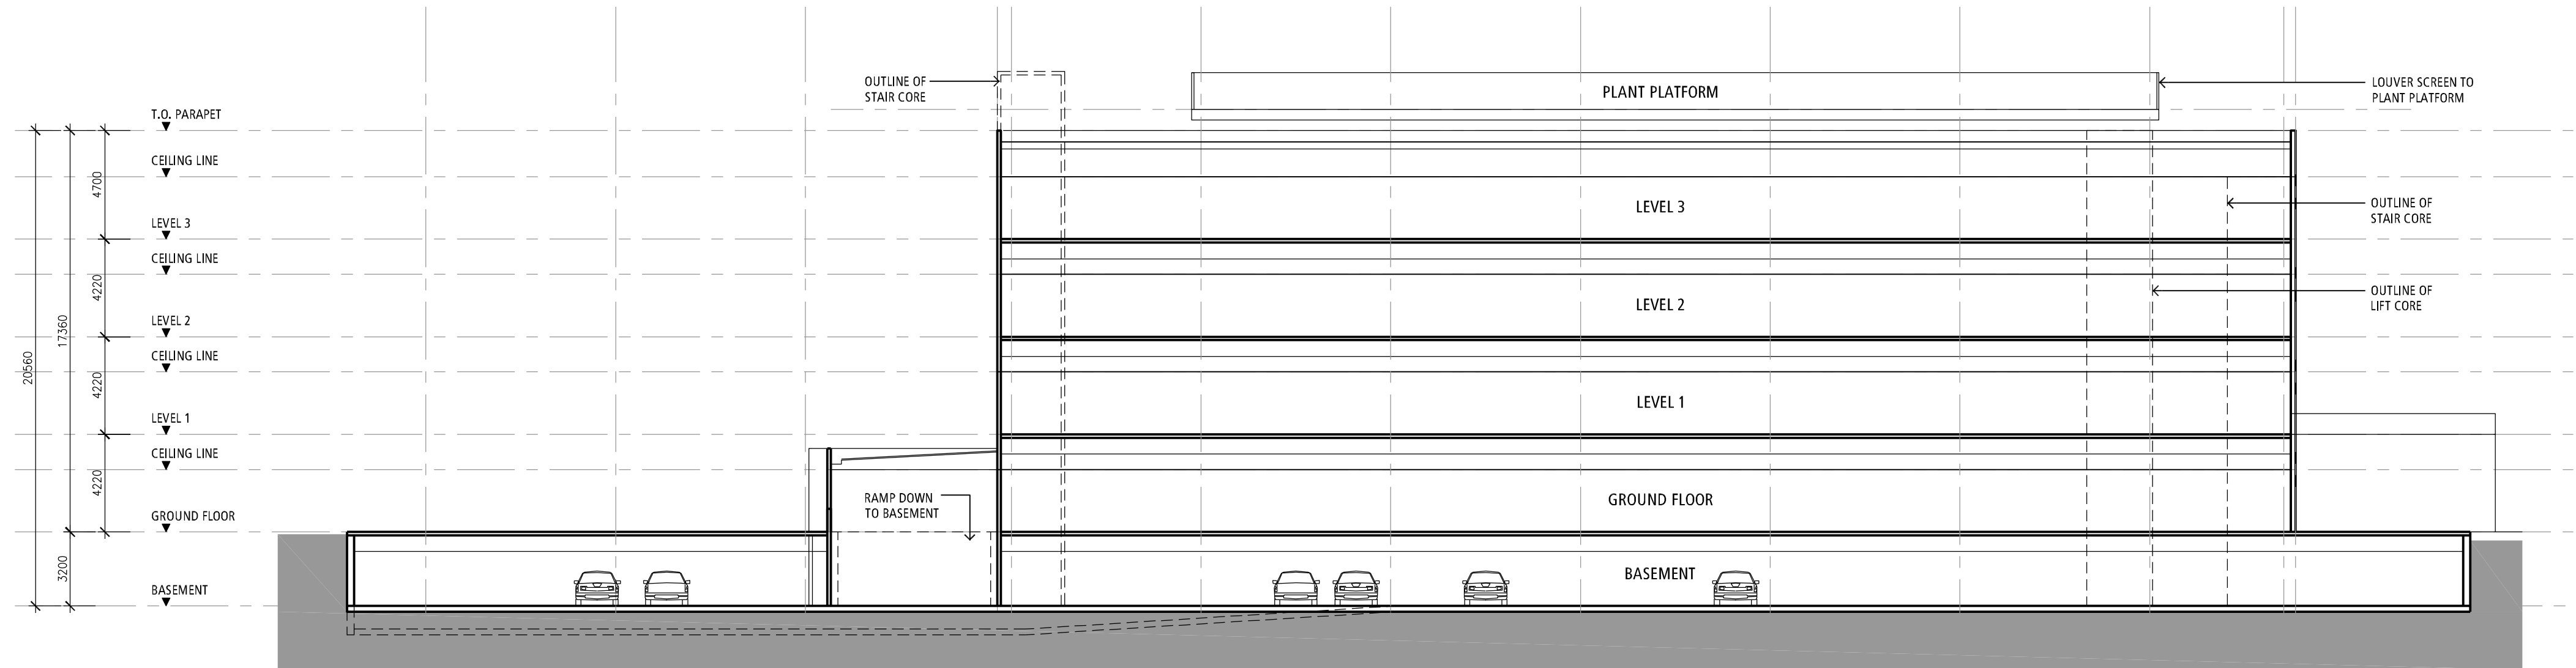 OUTLINE OF
STAIR CORE
PLANT PLATFORM
LOUVER SCREEN TO
PLANT PLATFORM
T.O. PARAPET
CEILING LINE
4700
LEVEL 3
LEVEL 3
OUTLINE OF
STAIR CORE
CEILING LINE
4220
LEVEL 2
OUTLINE OF
LIFT CORE
LEVEL 2
17360
CEILING LINE
20560
4220
LEVEL 1
LEVEL 1
CEILING LINE
4220
RAMP DOWN
TO BASEMENT
GROUND FLOOR
GROUND FLOOR
3200
BASEMENT
BASEMENT